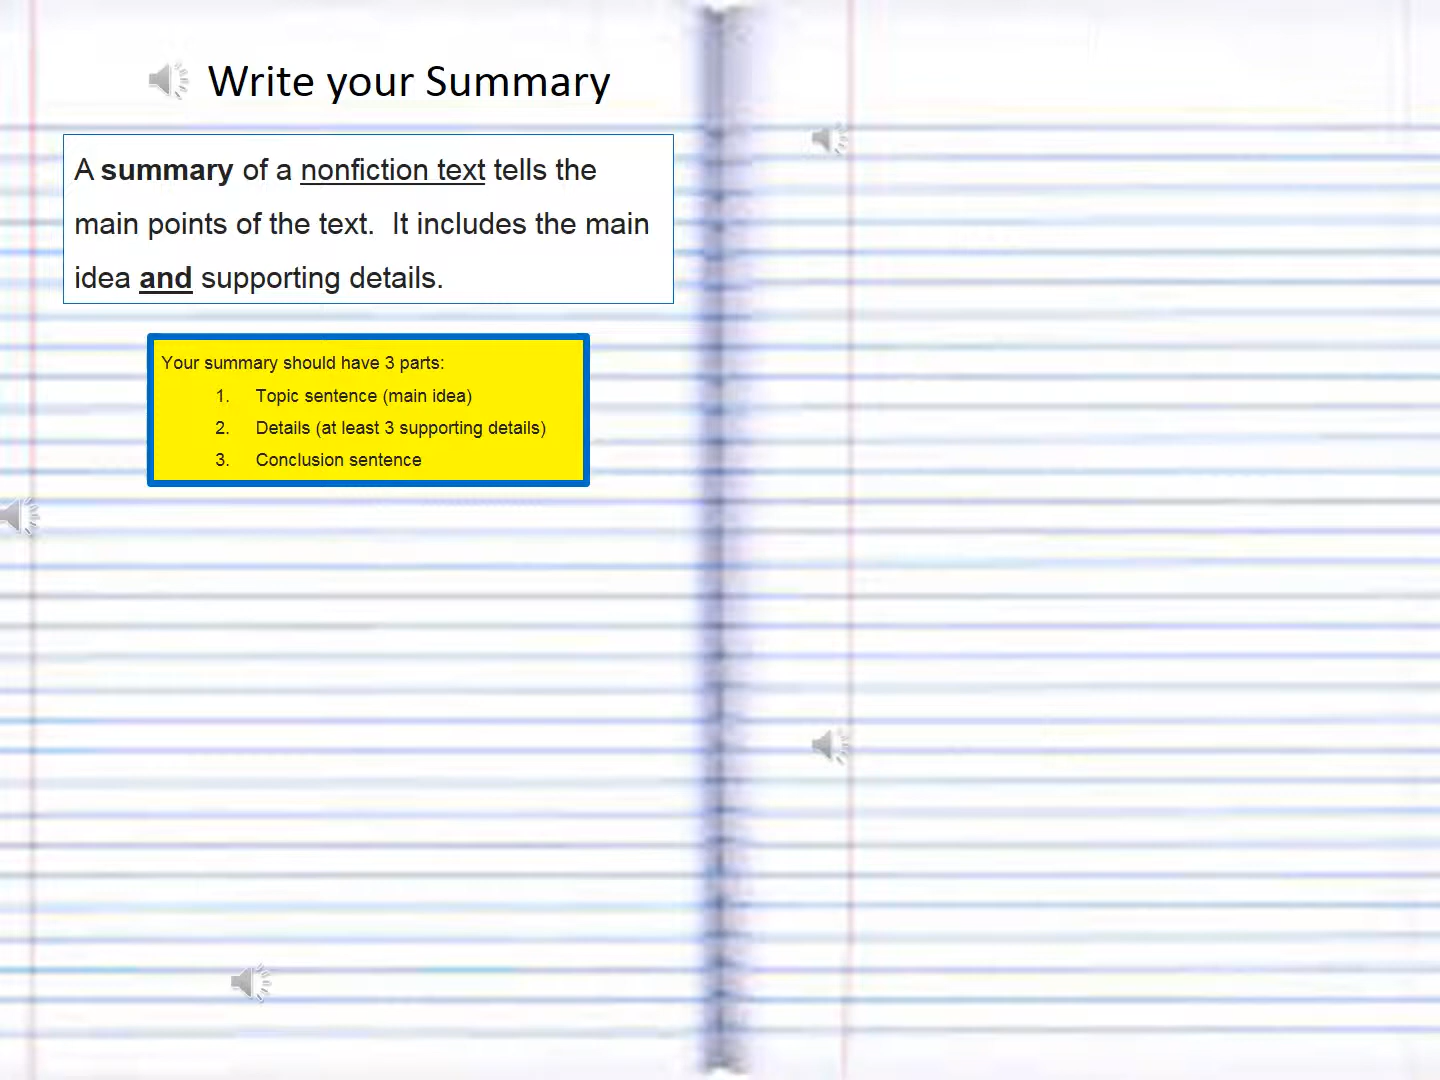 Write your Summary
A summary of a nonfiction text tells the
main points of the text.  It includes the main
idea and supporting details.
Your summary should have 3 parts:
1. Topic sentence (main idea)
2. Details (at least 3 supporting details)
3. Conclusion sentence